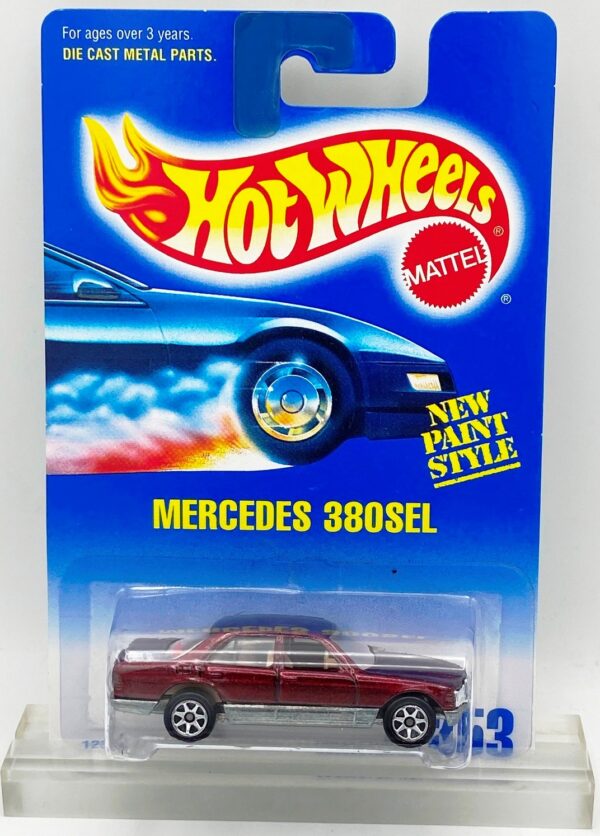 For ages over 3 years.
DIE CAST METAL PARTS.
HOT WHEELS ®
MATTEL
®
NEW
PAINT
STYLE
MERCEDES 380SEL